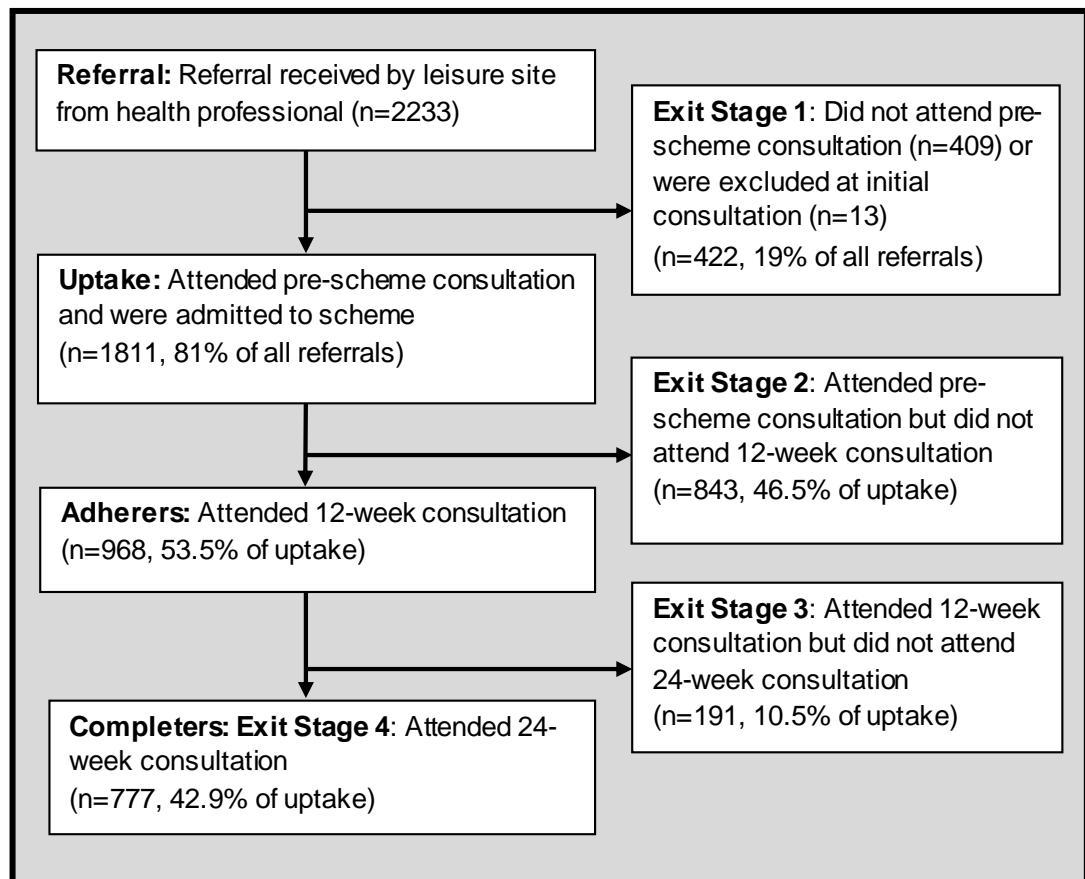 Referral: Referral received by leisure site
from health professional (n=2233)
Exit Stage 1: Did not attend pre-
scheme consultation (n=409) or
were excluded at initial
consultation (n=13)
(n=422, 19% of all referrals)
Uptake: Attended pre-scheme consultation
and were admitted to scheme
(n=1811, 81% of all referrals)
Exit Stage 2: Attended pre-
scheme consultation but did not
attend 12-week consultation
(n=843, 46.5% of uptake)
Adherers: Attended 12-week consultation
(n=968, 53.5% of uptake)
Exit Stage 3: Attended 12-week
consultation but did not attend
24-week consultation
(n=191, 10.5% of uptake)
Completers: Exit Stage 4: Attended 24-
week consultation
(n=777, 42.9% of uptake)